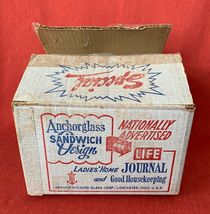 Special
Anchorglass
SANDWICH
Design
NATIONALLY
ADVERTISED
LIFE
LADIES' HOME JOURNAL
and Good Housekeeping
ANCHOR HOCKING GLASS CORP., LANCASTER, OHIO, U.S.A.